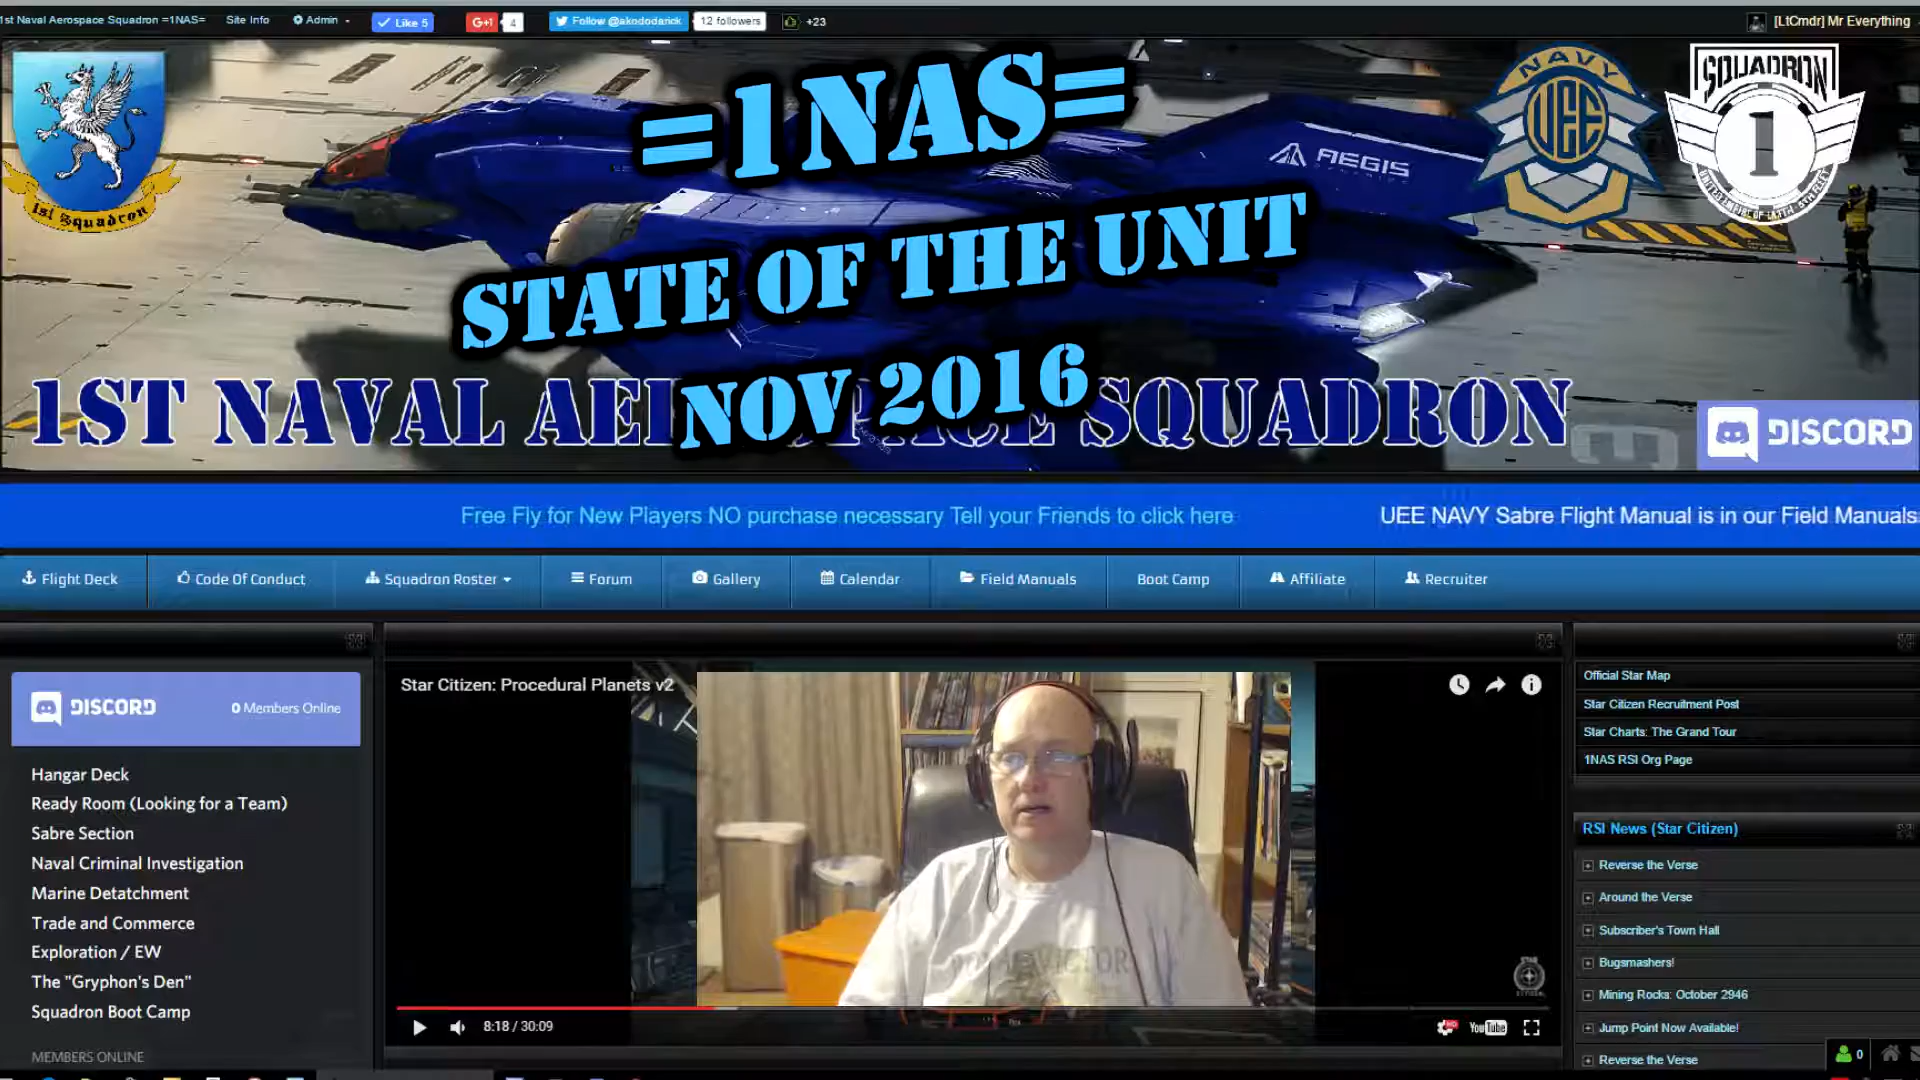 1st Naval Aerospace Squadron =1NAS=
Site Info
Admin
Like 5
G+1
4
Follow @akododarick
12 followers
+23
[LtCmdr] Mr Everything
=1NAS=
STATE OF THE UNIT
NOV 2016
1st Squadron
AEGIS
NAVY
UEE
SQUADRON
1
1ST NAVAL AEROSPACE SQUADRON
DISCORD
Free Fly for New Players NO purchase necessary Tell your Friends to click here
UEE NAVY Sabre Flight Manual is in our Field Manuals
Flight Deck
Code Of Conduct
Squadron Roster
Forum
Gallery
Calendar
Field Manuals
Boot Camp
Affiliate
Recruiter
DISCORD
0 Members Online
Hangar Deck
Ready Room (Looking for a Team)
Sabre Section
Naval Criminal Investigation
Marine Detatchment
Trade and Commerce
Exploration / EW
The "Gryphon's Den"
Squadron Boot Camp
MEMBERS ONLINE
Star Citizen: Procedural Planets v2
8:18 / 30:09
YouTube
Official Star Map
Star Citizen Recruitment Post
Star Charts: The Grand Tour
1NAS RSI Org Page
RSI News (Star Citizen)
Reverse the Verse
Around the Verse
Subscriber's Town Hall
Bugsmashers!
Mining Rocks: October 2946
Jump Point Now Available!
Reverse the Verse
0